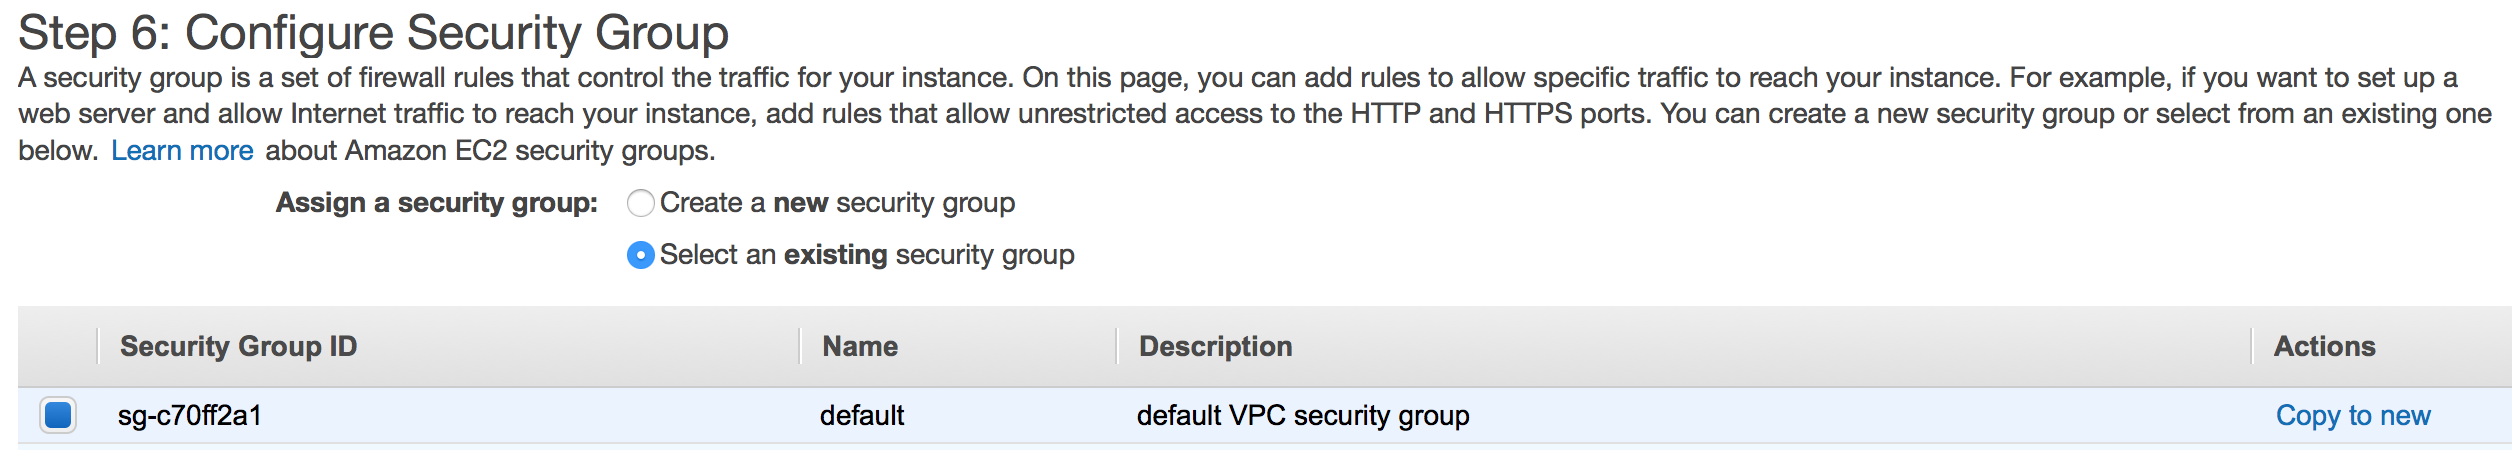 Step 6: Configure Security Group
A security group is a set of firewall rules that control the traffic for your instance. On this page, you can add rules to allow specific traffic to reach your instance. For example, if you want to set up a
web server and allow Internet traffic to reach your instance, add rules that allow unrestricted access to the HTTP and HTTPS ports. You can create a new security group or select from an existing one
below. Learn more about Amazon EC2 security groups.
Assign a security group: Create a new security group
Select an existing security group
Security Group ID Name Description Actions
sg-c70ff2a1 default default VPC security group Copy to new